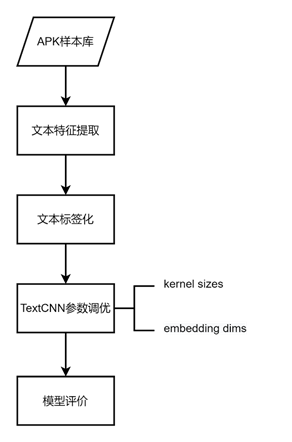 APK样本库
文本特征提取
文本标签化
TextCNN参数调优
kernel sizes
embedding dims
模型评价